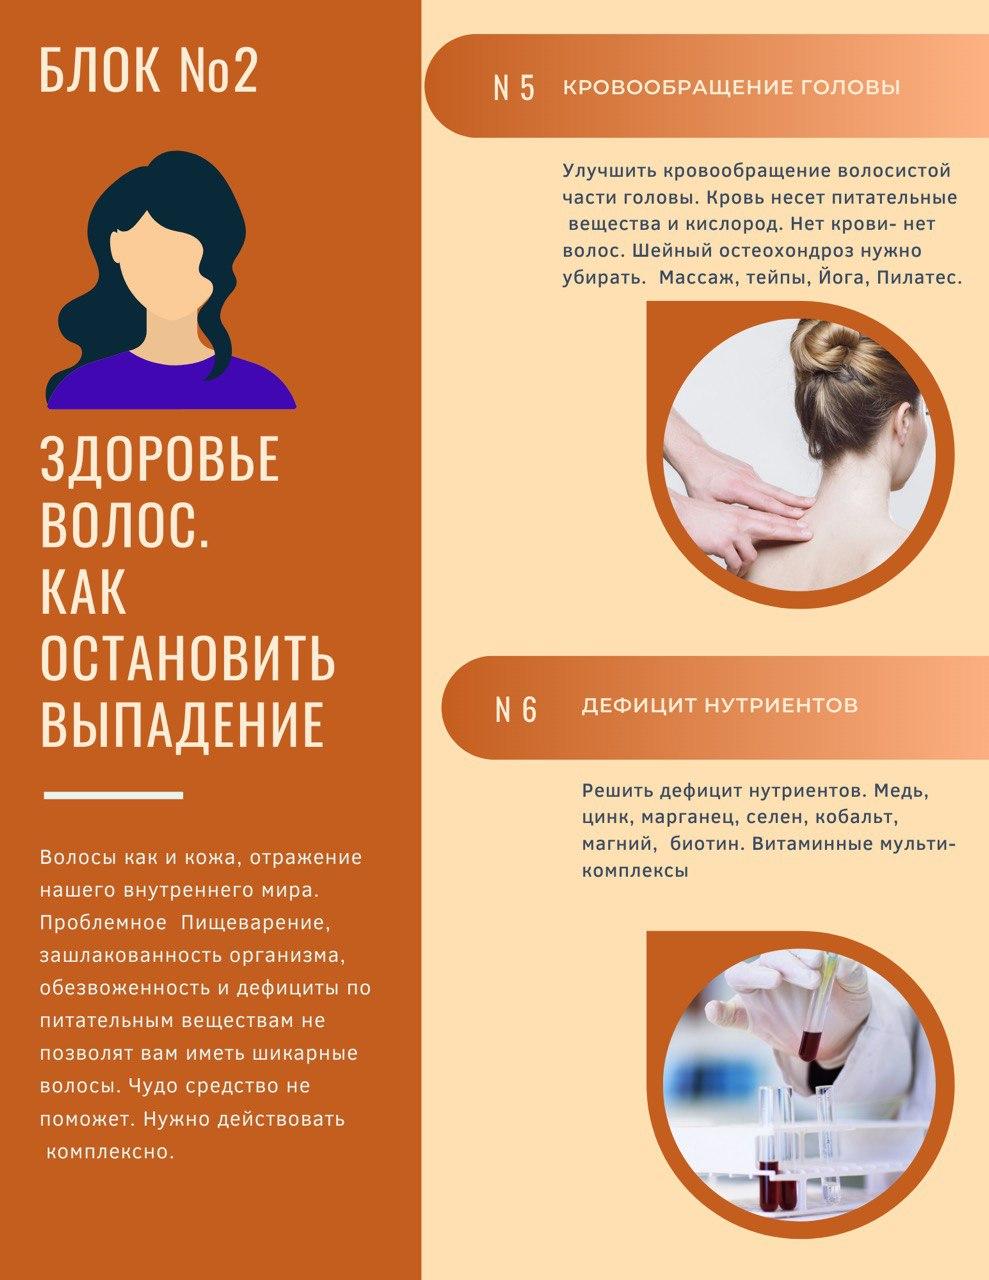 БЛОК №2
ЗДОРОВЬЕ
ВОЛОС.
КАК
ОСТАНОВИТЬ
ВЫПАДЕНИЕ
Волосы как и кожа, отражение
нашего внутреннего мира.
Проблемное Пищеварение,
зашлакованность организма,
обезвоженность и дефициты по
питательным веществам не
позволят вам иметь шикарные
волосы. Чудо средство не
поможет. Нужно действовать
комплексно.
N 5 КРОВООБРАЩЕНИЕ ГОЛОВЫ
Улучшить кровообращение волосистой
части головы. Кровь несет питательные
вещества и кислород. Нет крови- нет
волос. Шейный остеохондроз нужно
убирать. Массаж, тейпы, Йога, Пилатес.
N 6 ДЕФИЦИТ НУТРИЕНТОВ
Решить дефицит нутриентов. Медь,
цинк, марганец, селен, кобальт,
магний, биотин. Витаминные мульти-
комплексы